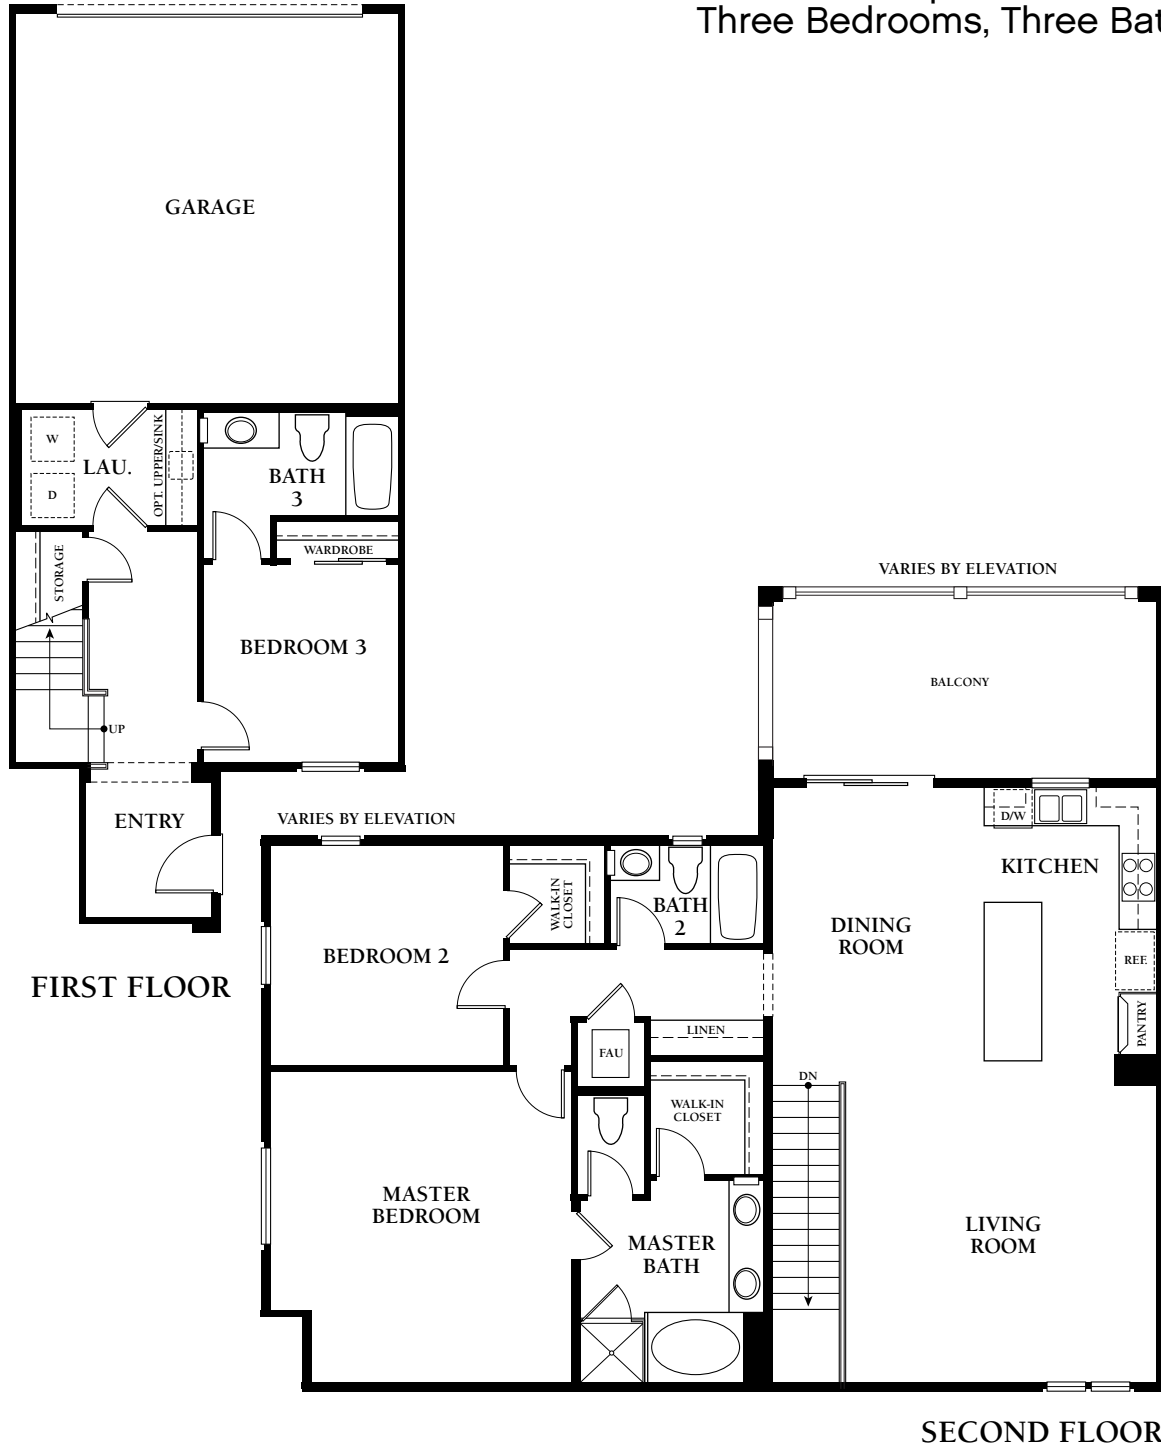 Three Bedrooms, Three Bat
GARAGE
W
D
LAU.
OPT. UPPER/SINK
BATH
3
WARDROBE
STORAGE
BEDROOM 3
UP
ENTRY
FIRST FLOOR
VARIES BY ELEVATION
BALCONY
VARIES BY ELEVATION
D/W
KITCHEN
WALK-IN
CLOSET
BATH
2
DINING
ROOM
BEDROOM 2
REF.
PANTRY
LINEN
FAU
DN
WALK-IN
CLOSET
MASTER
BEDROOM
MASTER
BATH
LIVING
ROOM
SECOND FLOOR